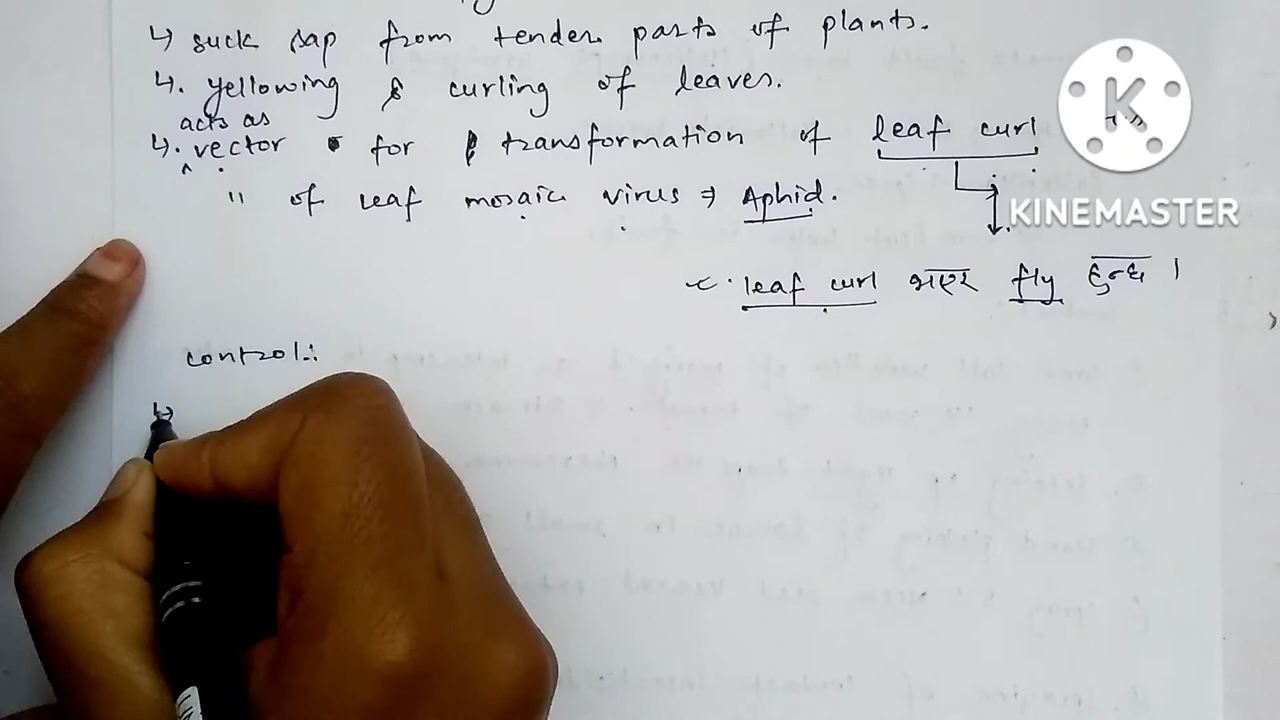 ↳ suck sap from tender parts of plants.
↳. yellowing & curling of leaves.
acts as
↳. vector for transformation of leaf curl
" of leaf mosaic virus ⇒ Aphid.
KINEMASTER
leaf curl भएर fly हुन्छ ।
control:
↳